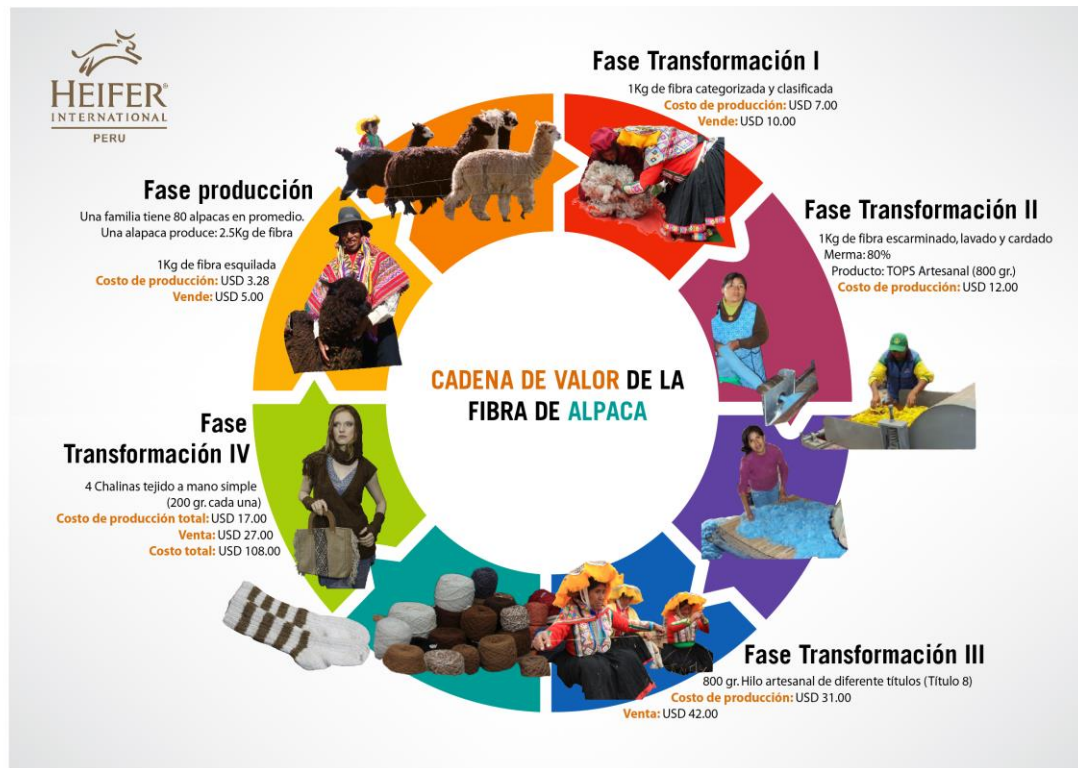 HEIFER®
INTERNATIONAL
PERU
Fase Transformación I
1Kg de fibra categorizada y clasificada
Costo de producción: USD 7.00
Vende: USD 10.00
Fase producción
Una familia tiene 80 alpacas en promedio.
Una alapaca produce: 2.5Kg de fibra
1Kg de fibra esquilada
Costo de producción: USD 3.28
Vende: USD 5.00
Fase Transformación II
1Kg de fibra escarminado, lavado y cardado
Merma: 80%
Producto: TOPS Artesanal (800 gr.)
Costo de producción: USD 12.00
CADENA DE VALOR DE LA
FIBRA DE ALPACA
Fase
Transformación IV
4 Chalinas tejido a mano simple
(200 gr. cada una)
Costo de producción total: USD 17.00
Venta: USD 27.00
Costo total: USD 108.00
Fase Transformación III
800 gr. Hilo artesanal de diferente títulos (Título 8)
Costo de producción: USD 31.00
Venta: USD 42.00